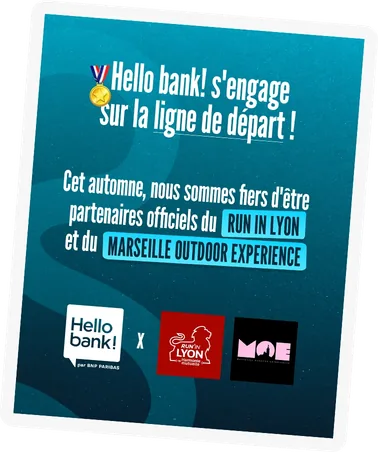 Hello bank! s'engage
sur la ligne de départ !
Cet automne, nous sommes fiers d'être
partenaires officiels du RUN IN LYON
et du MARSEILLE OUTDOOR EXPERIENCE
Hello
bank!
par BNP PARIBAS
X
RUN IN
LYON
MOE